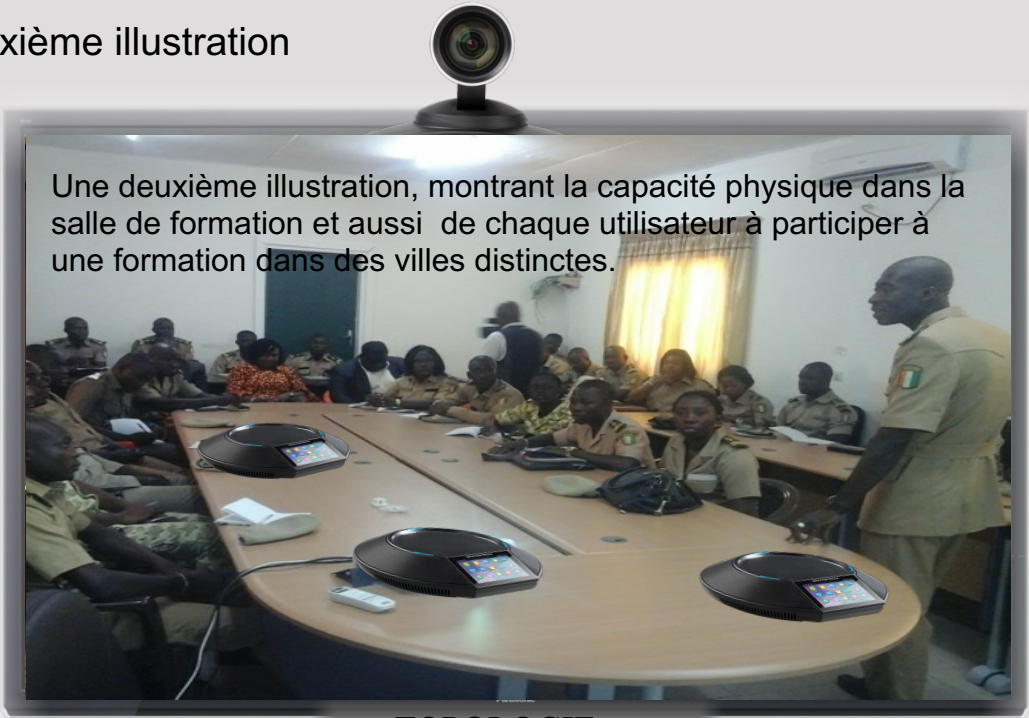 xième illustration
Une deuxième illustration, montrant la capacité physique dans la
salle de formation et aussi de chaque utilisateur à participer à
une formation dans des villes distinctes.
TOPOLOGIE